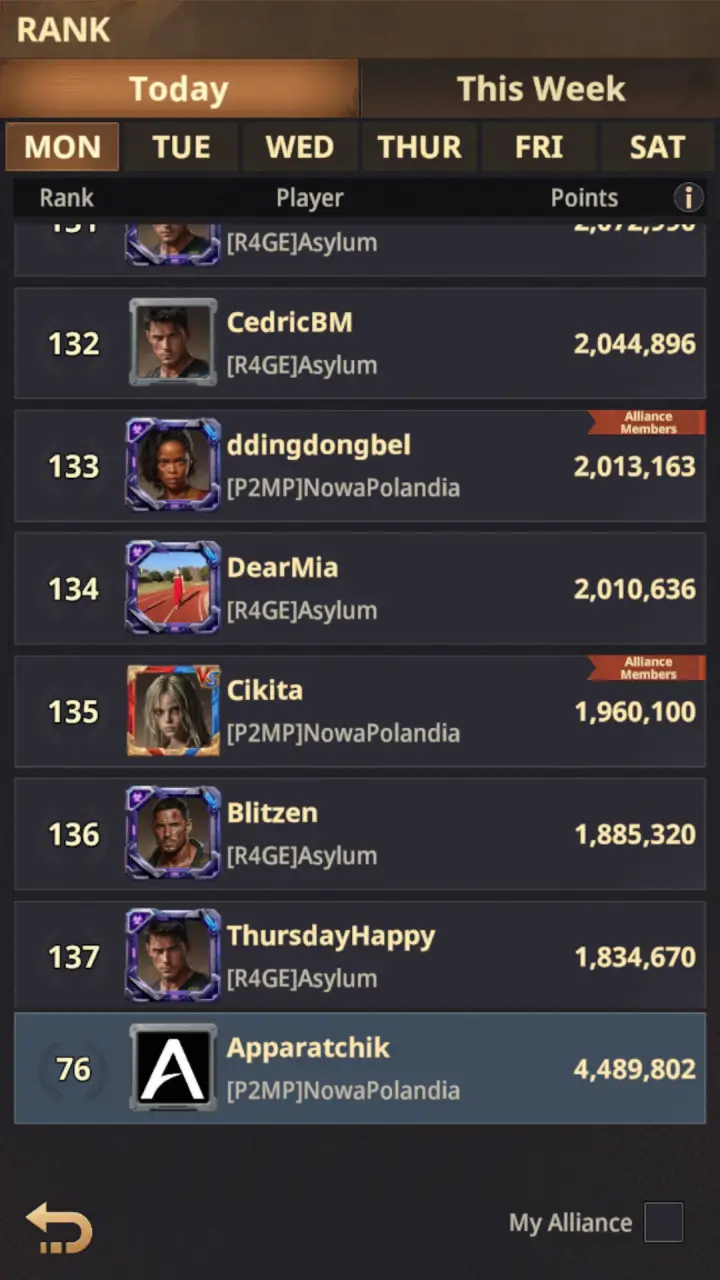 RANK
Today This Week
MON TUE WED THUR FRI SAT
Rank Player Points i
[R4GE]Asylum
132 CedricBM 2,044,896
[R4GE]Asylum
Alliance
Members
133 ddingdongbel 2,013,163
[P2MP]NowaPolandia
134 DearMia 2,010,636
[R4GE]Asylum
Alliance
Members
135 Cikita 1,960,100
[P2MP]NowaPolandia
136 Blitzen 1,885,320
[R4GE]Asylum
137 ThursdayHappy 1,834,670
[R4GE]Asylum
76 Apparatchik 4,489,802
[P2MP]NowaPolandia
My Alliance